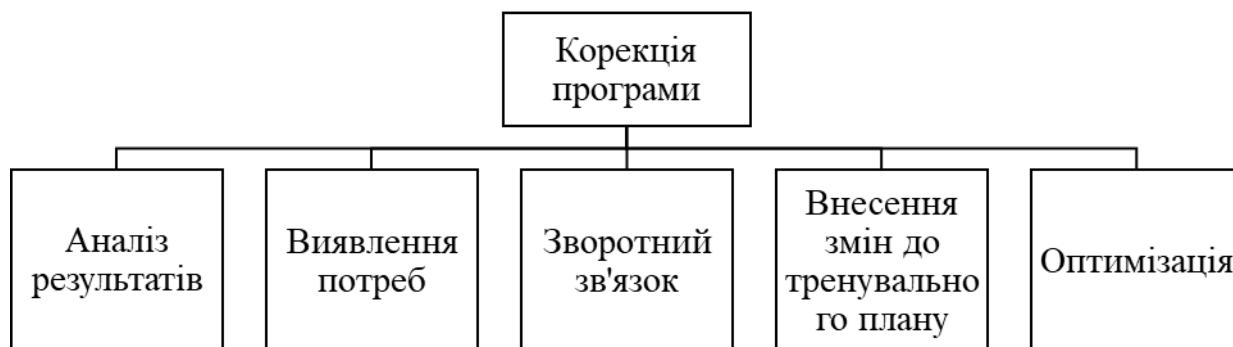 Корекція
програми
Аналіз
результатів
Виявлення
потреб
Зворотний
зв'язок
Внесення
змін до
тренувально
го плану
Оптимізація